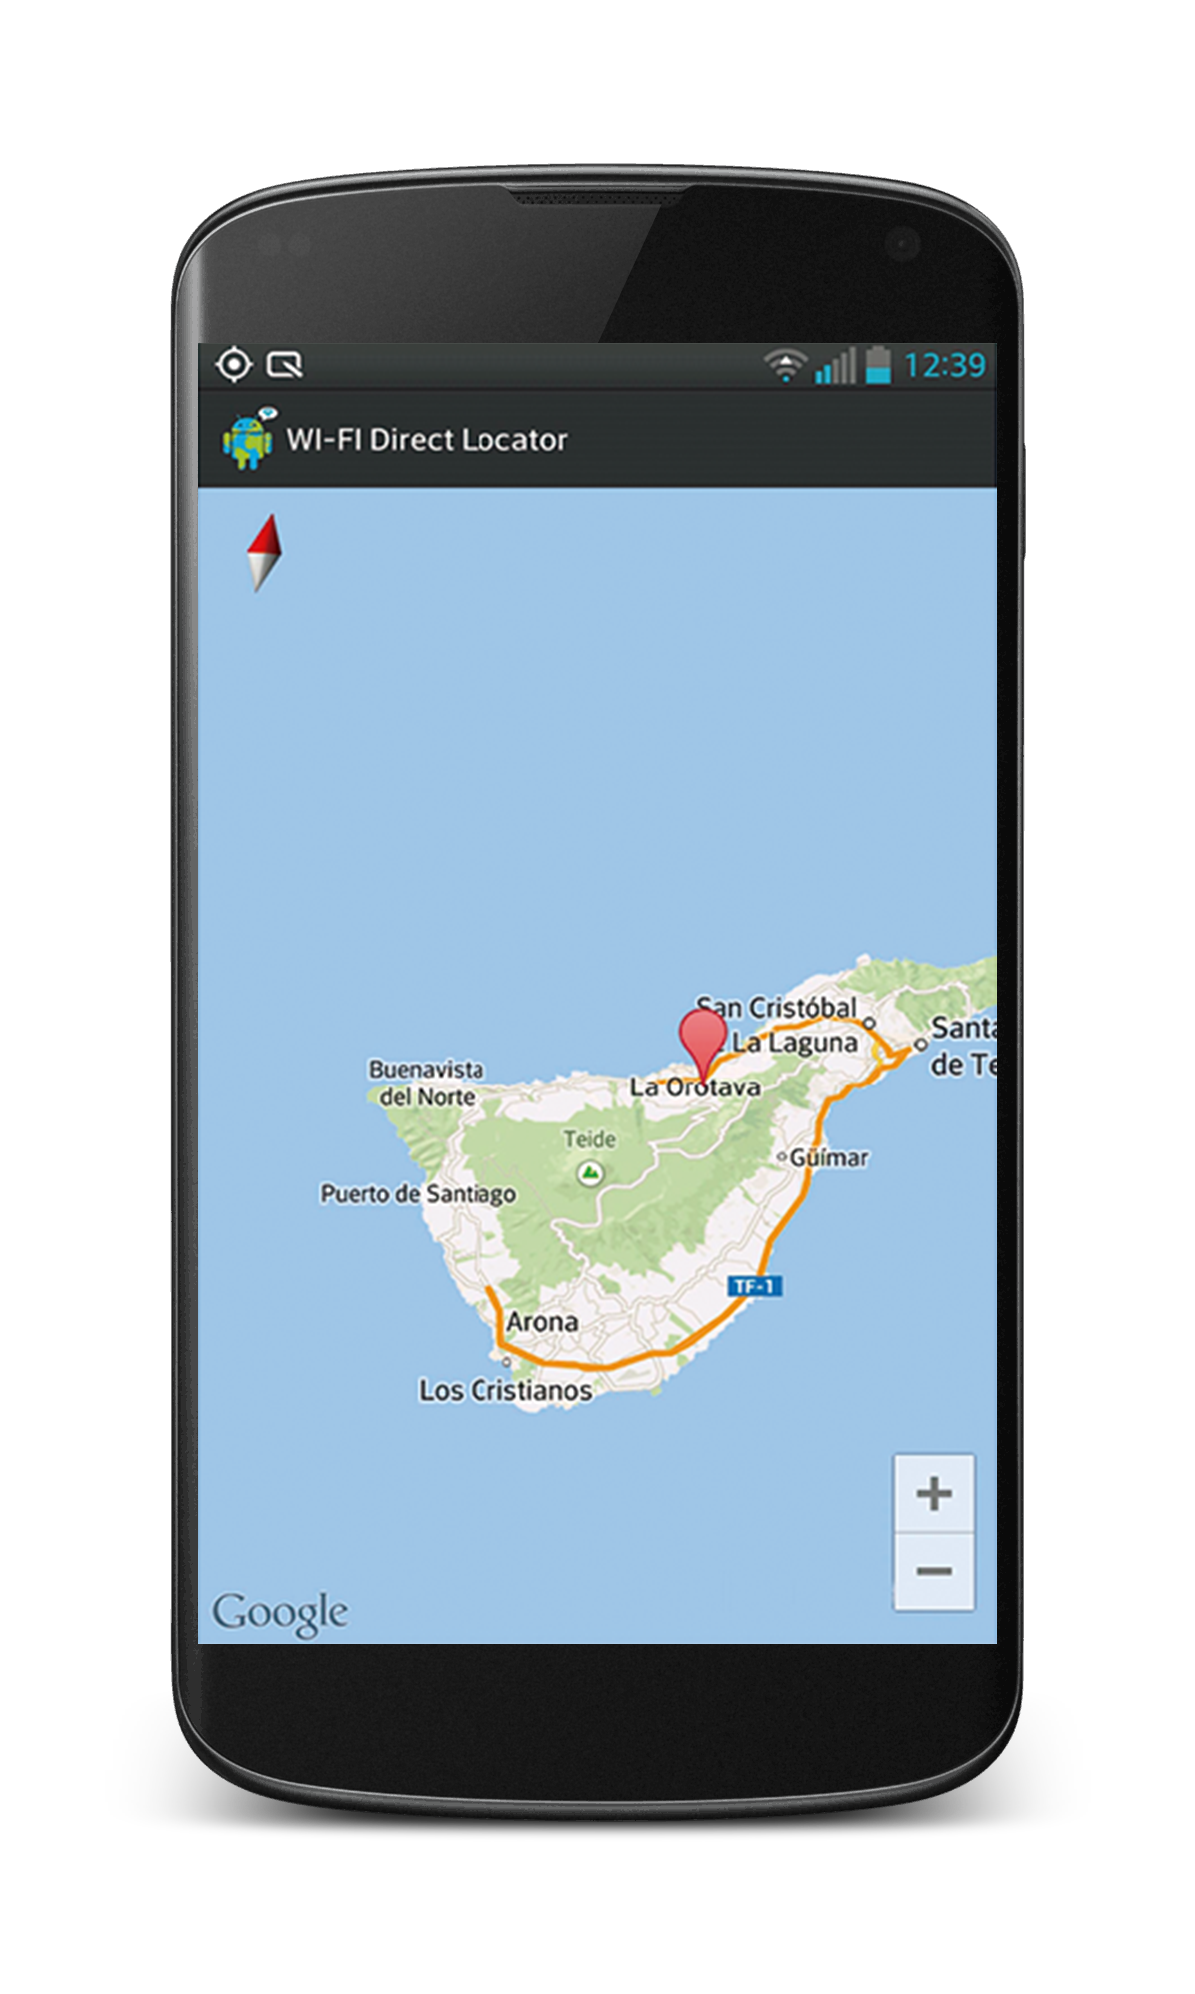 12:39
WI-FI Direct Locator
San Cristóbal
La Laguna
Santa
de Te
Buenavista
del Norte
La Orotava
Teide
Güímar
Puerto de Santiago
TF-1
Arona
Los Cristianos
+
−
Google